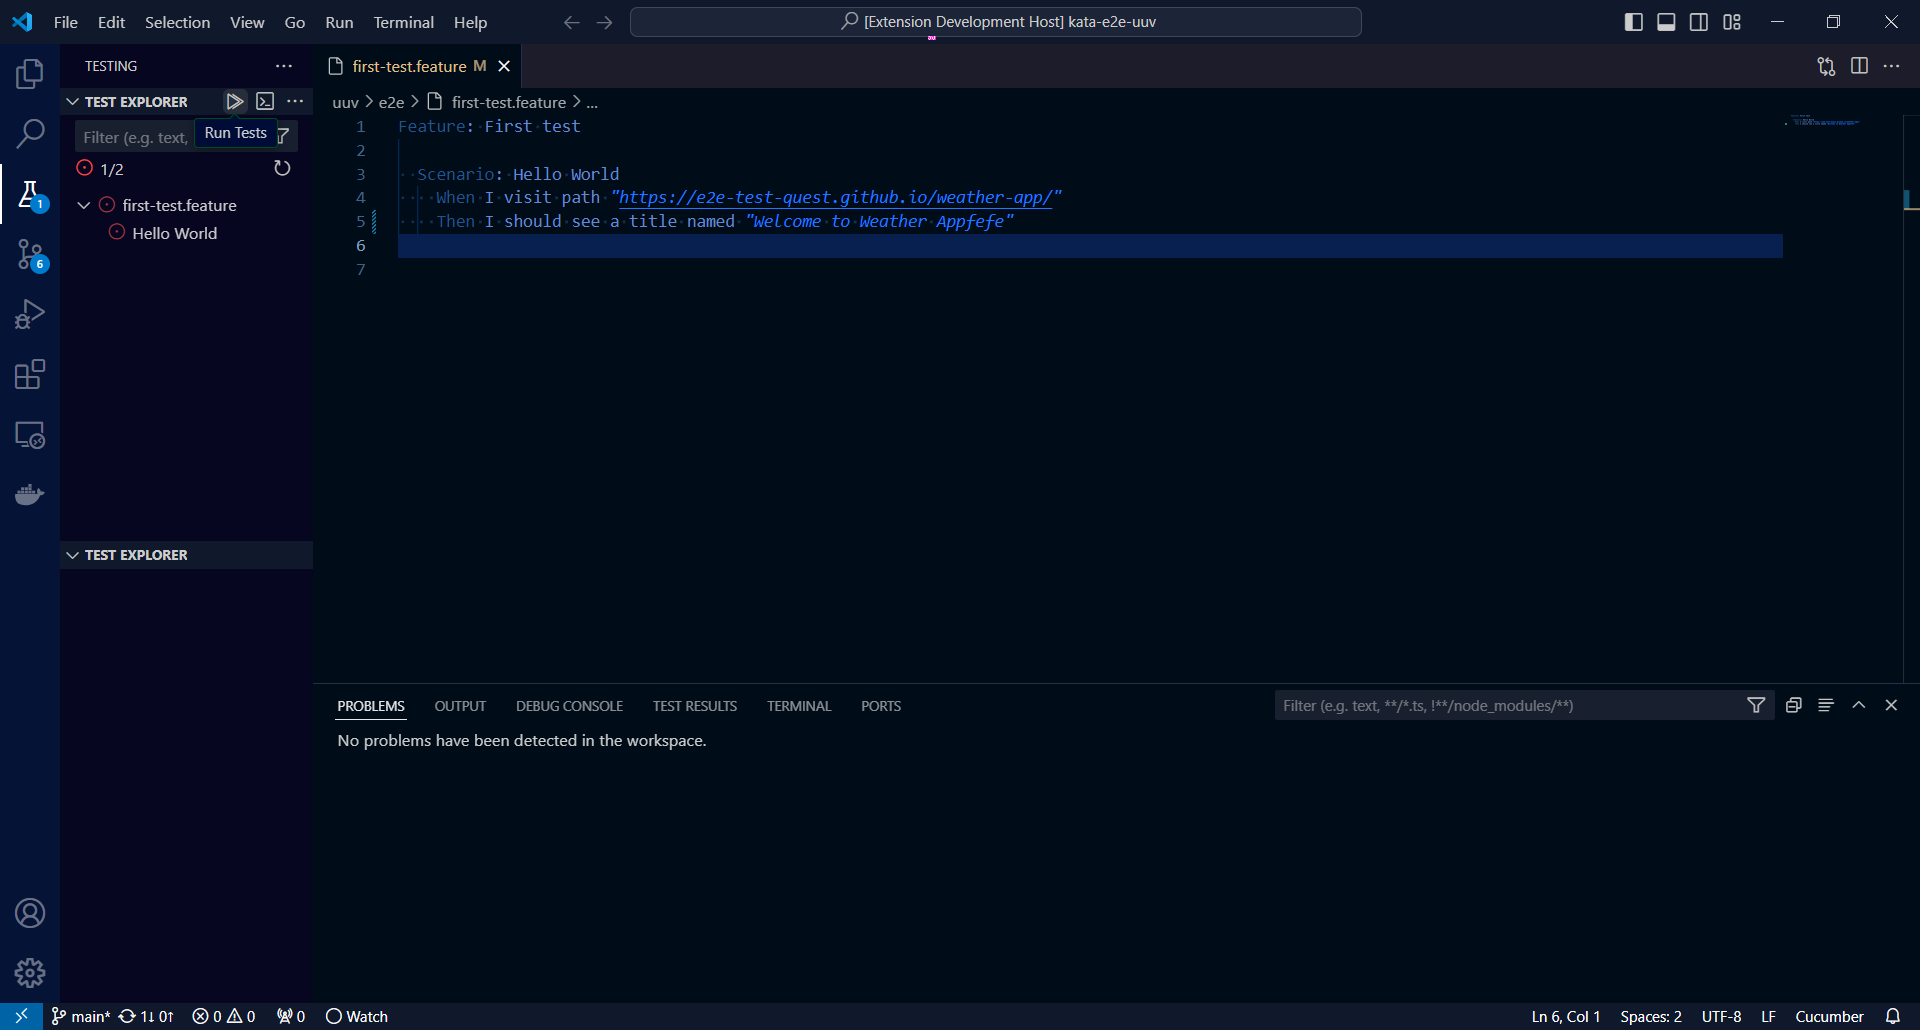 File Edit Selection View Go Run Terminal Help
[Extension Development Host] kata-e2e-uuv
TESTING
TEST EXPLORER
Filter (e.g. text,
Run Tests
1/2
first-test.feature
Hello World
1
6
TEST EXPLORER
first-test.feature M
uuv > e2e > first-test.feature > ...
1 Feature: First test
2
3 Scenario: Hello World
4 When I visit path "https://e2e-test-quest.github.io/weather-app/"
5 Then I should see a title named "Welcome to Weather Appfefe"
6
7
PROBLEMS OUTPUT DEBUG CONSOLE TEST RESULTS TERMINAL PORTS
Filter (e.g. text, **/*.ts, !**/node_modules/**)
No problems have been detected in the workspace.
main* 1↓ 0↑ 0 0 0 Watch
Ln 6, Col 1 Spaces: 2 UTF-8 LF Cucumber